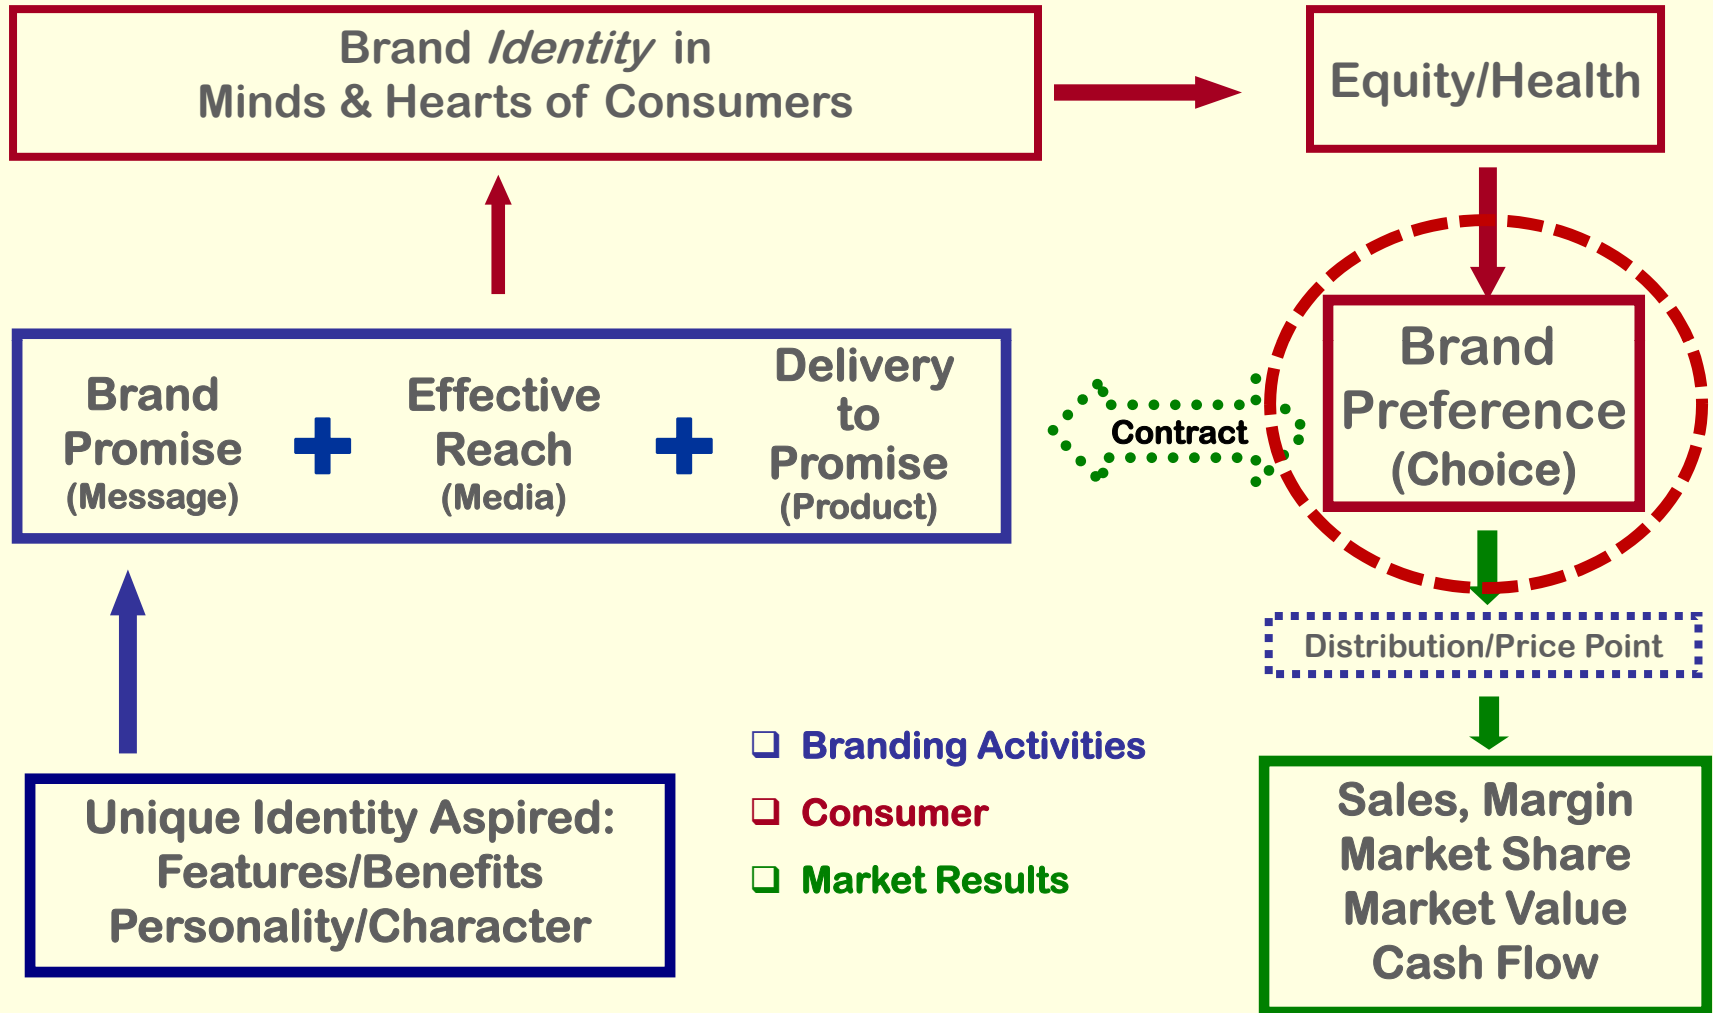 Brand Identity in
Minds & Hearts of Consumers
Equity/Health
Brand
Promise
(Message)
Effective
Reach
(Media)
Delivery
to
Promise
(Product)
Contract
Brand
Preference
(Choice)
Distribution/Price Point
Unique Identity Aspired:
Features/Benefits
Personality/Character
❑ Branding Activities
❑ Consumer
❑ Market Results
Sales, Margin
Market Share
Market Value
Cash Flow